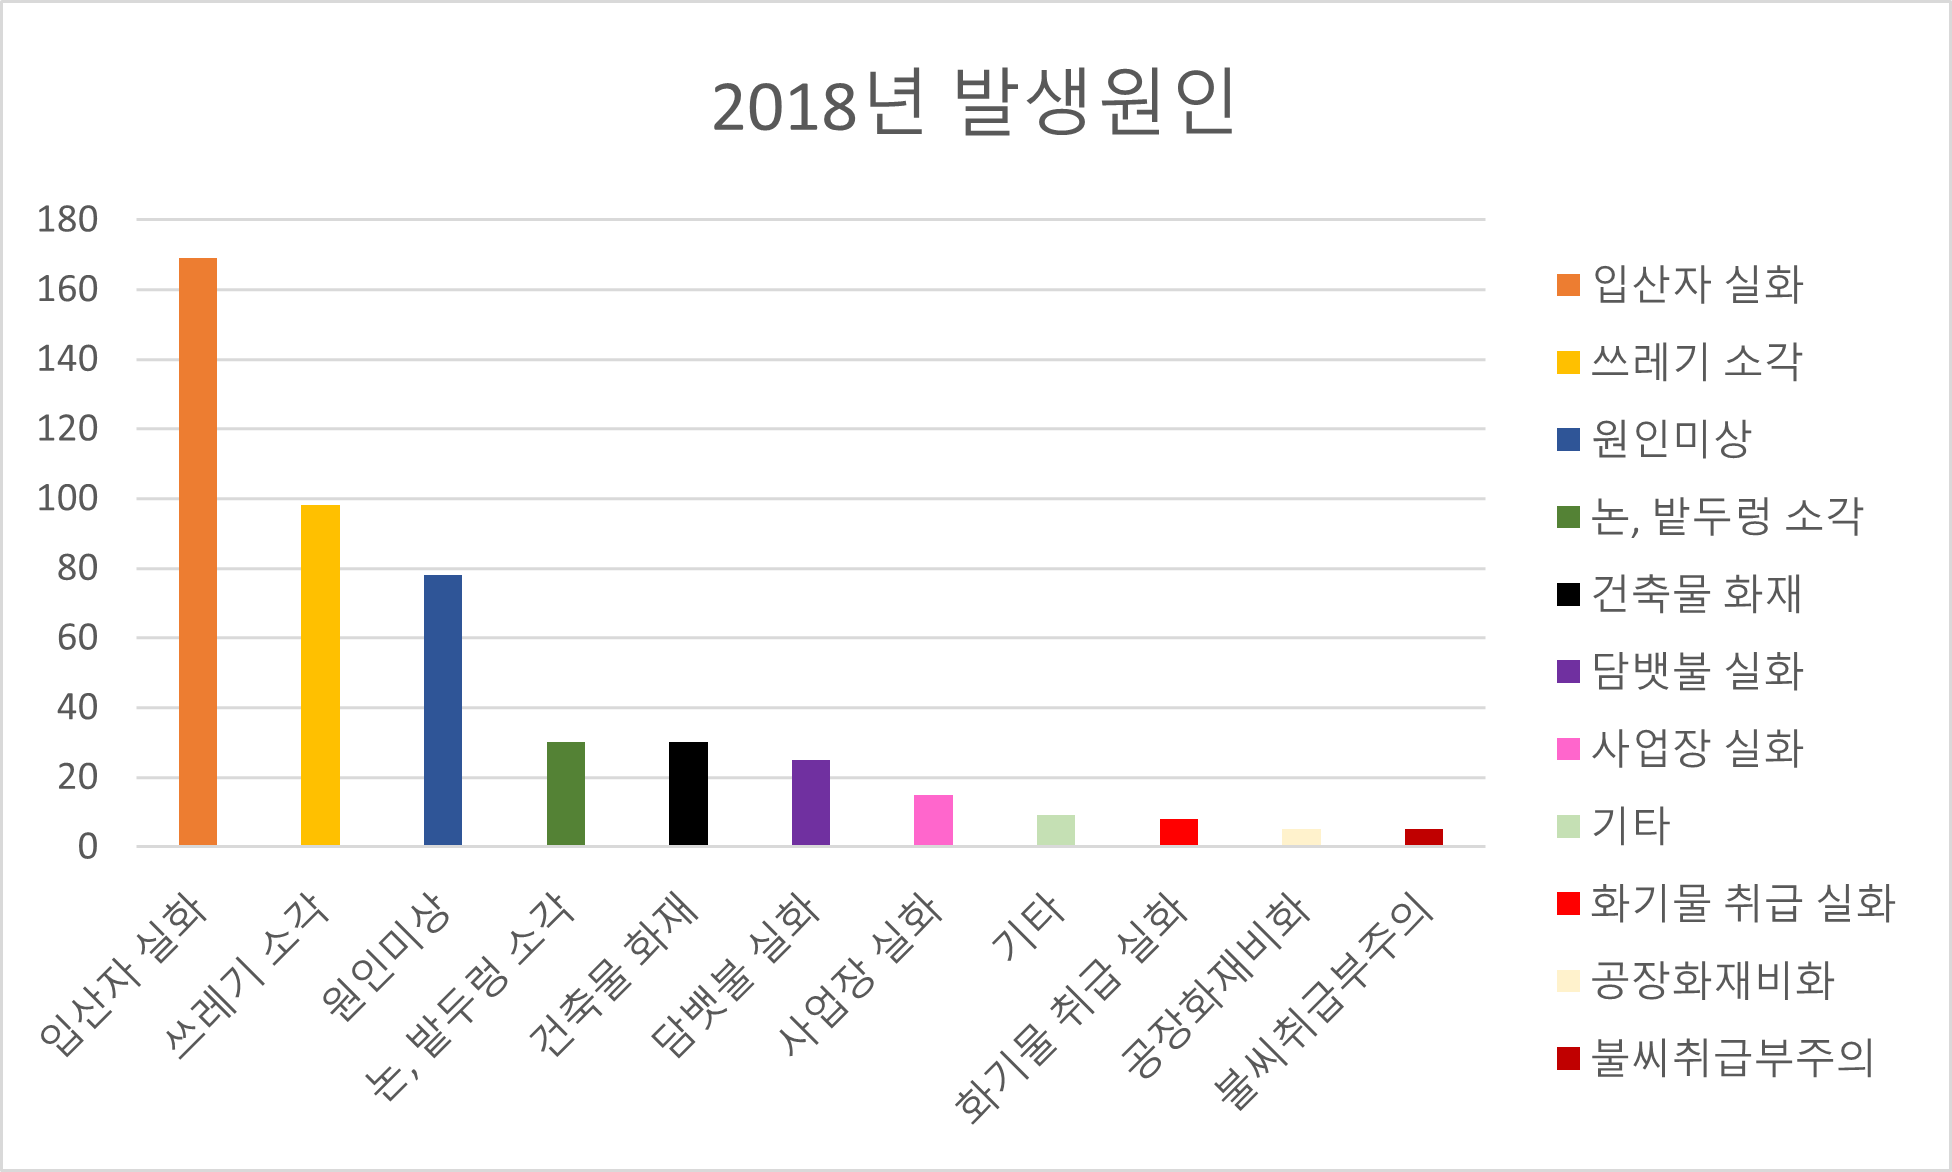 2018년 발생원인
180
160
140
120
100
80
60
40
20
0
입산자 실화
쓰레기 소각
원인미상
논, 밭두렁 소각
건축물 화재
담뱃불 실화
사업장 실화
기타
화기물 취급 실화
공장화재비화
불씨취급부주의
입산자 실화
쓰레기 소각
원인미상
논, 밭두렁 소각
건축물 화재
담뱃불 실화
사업장 실화
기타
화기물 취급 실화
공장화재비화
불씨취급부주의